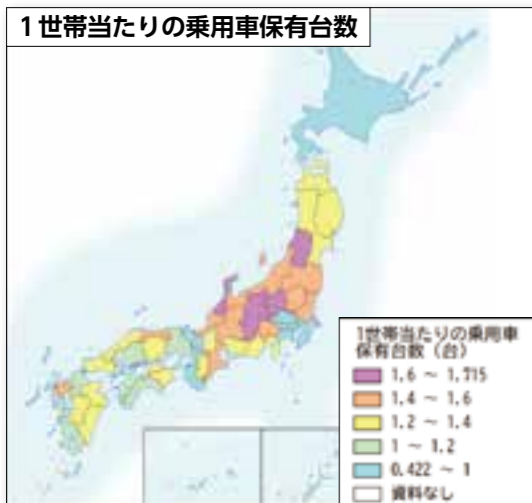 1世帯当たりの乗用車保有台数
1世帯当たりの乗用車
保有台数（台）
1.6 ～ 1.715
1.4 ～ 1.6
1.2 ～ 1.4
1 ～ 1.2
0.422 ～ 1
資料なし